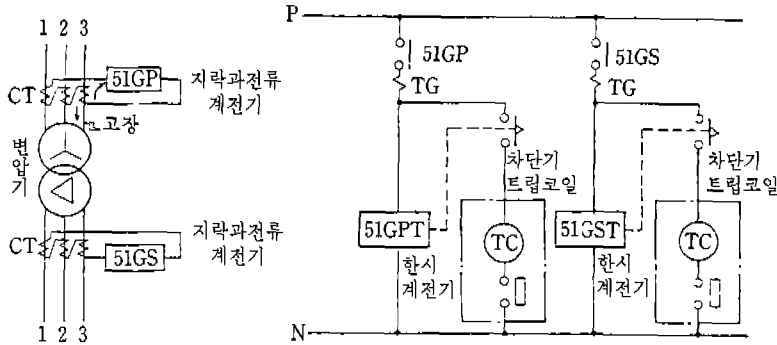 1 2 3
51GP
지락과전류
계전기
CT
고장
변압기
CT
지락과전류
계전기
51GS
1 2 3
P
51GP
TG
차단기
트립코일
51GPT
TC
한시
계전기
51GS
TG
차단기
트립코일
51GST
TC
한시
계전기
N